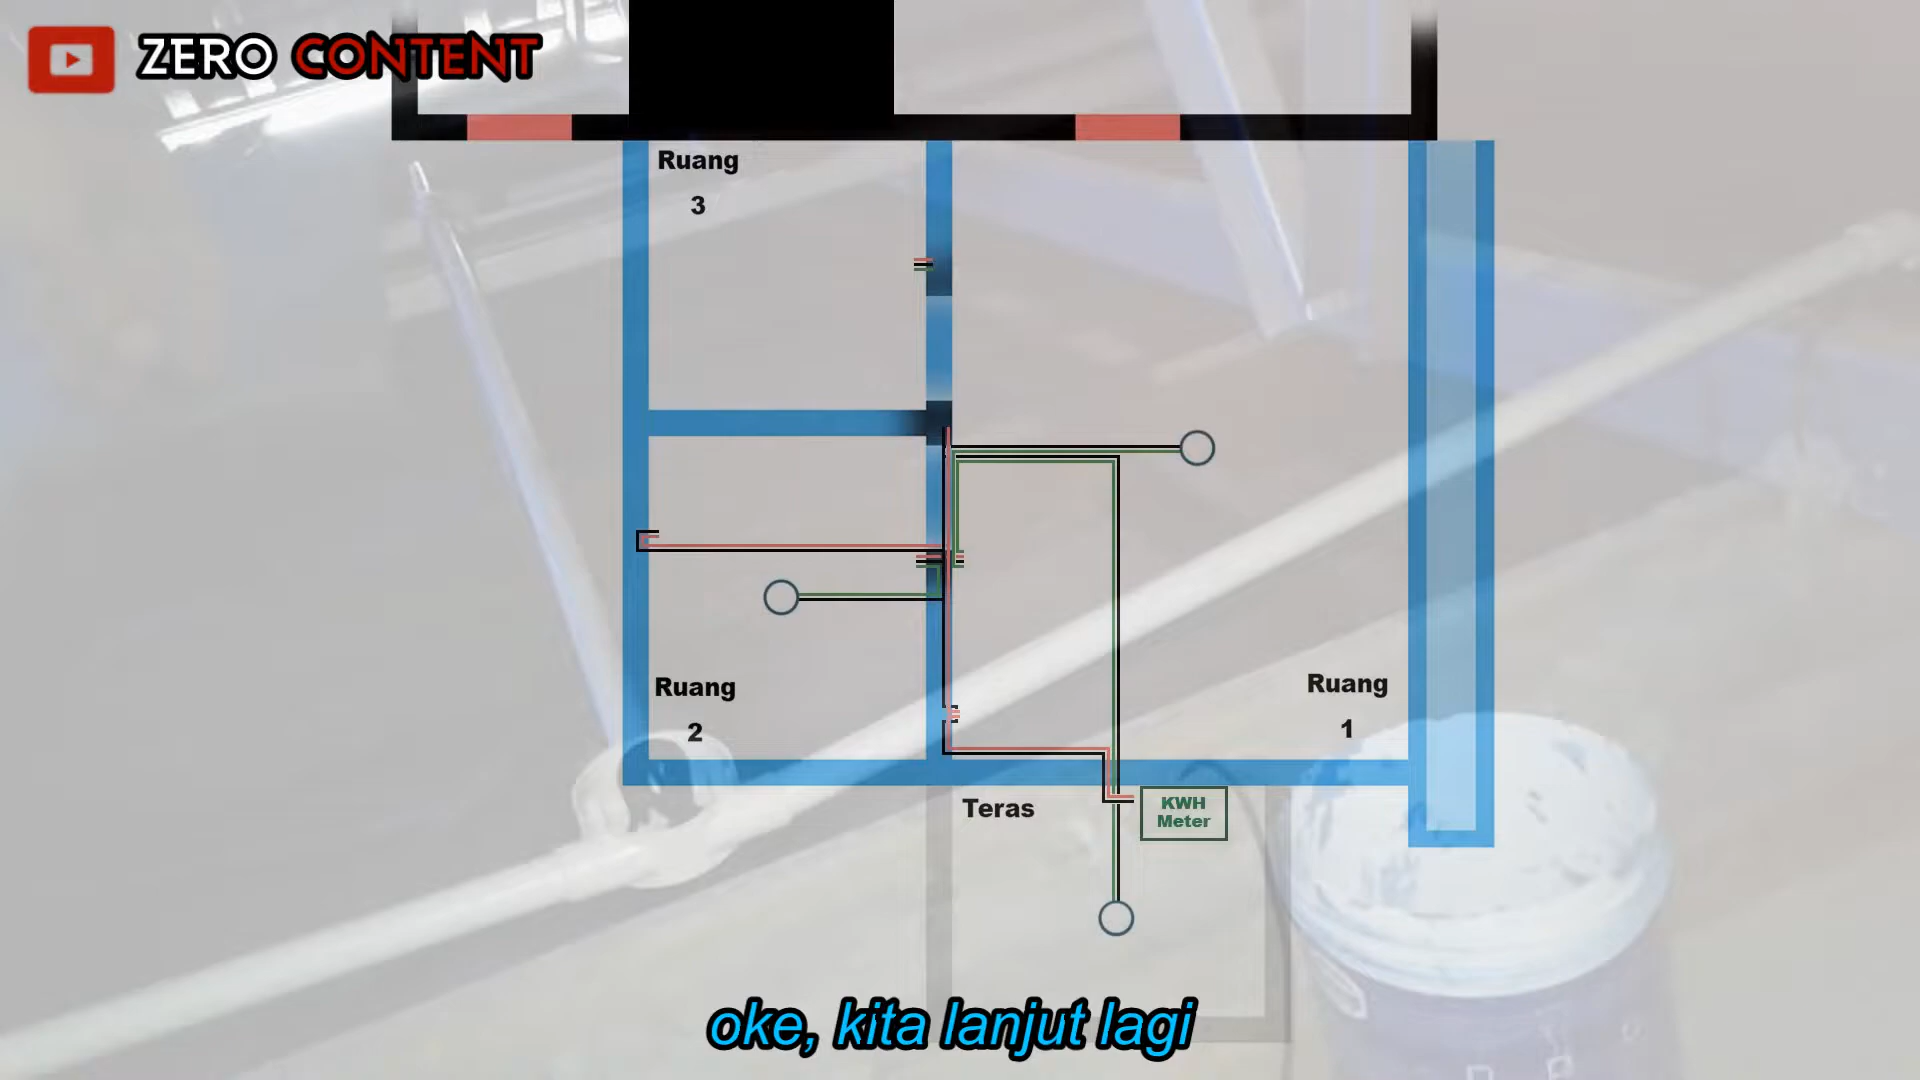 ZERO CONTENT
Ruang
3
Ruang
2
Ruang
1
Teras
KWH
Meter
oke, kita lanjut lagi